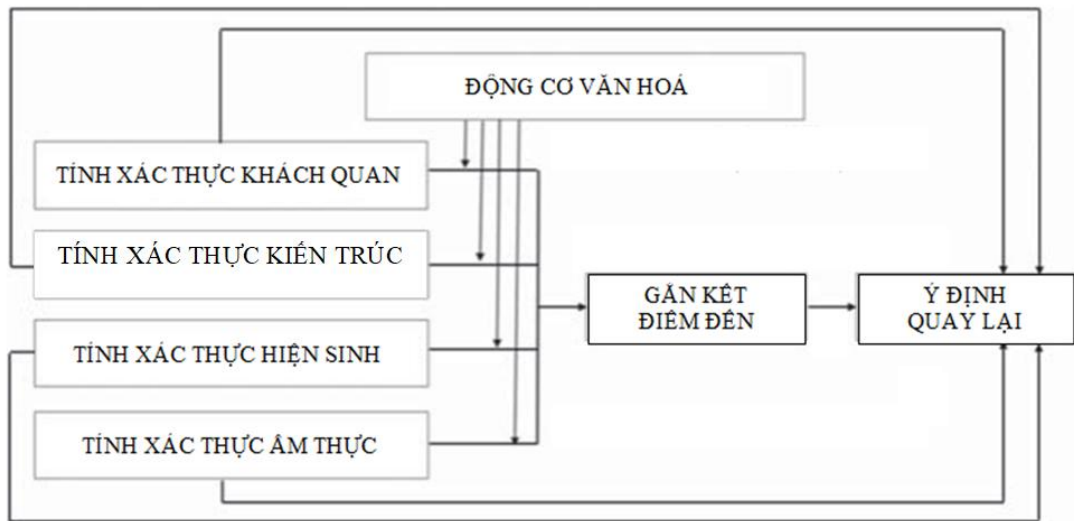 ĐỘNG CƠ VĂN HOÁ
TÍNH XÁC THỰC KHÁCH QUAN
TÍNH XÁC THỰC KIẾN TRÚC
TÍNH XÁC THỰC HIỆN SINH
TÍNH XÁC THỰC ÂM THỰC
GẮN KẾT
ĐIỂM ĐẾN
Ý ĐỊNH
QUAY LẠI